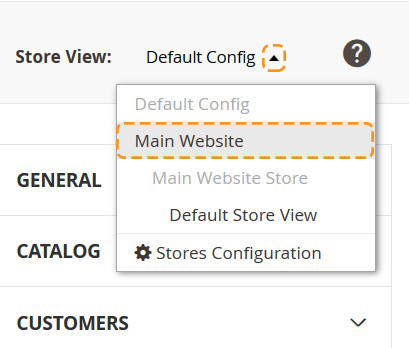 Store View: Default Config ?
Default Config
Main Website
GENERAL
Main Website Store
Default Store View
CATALOG
Stores Configuration
CUSTOMERS